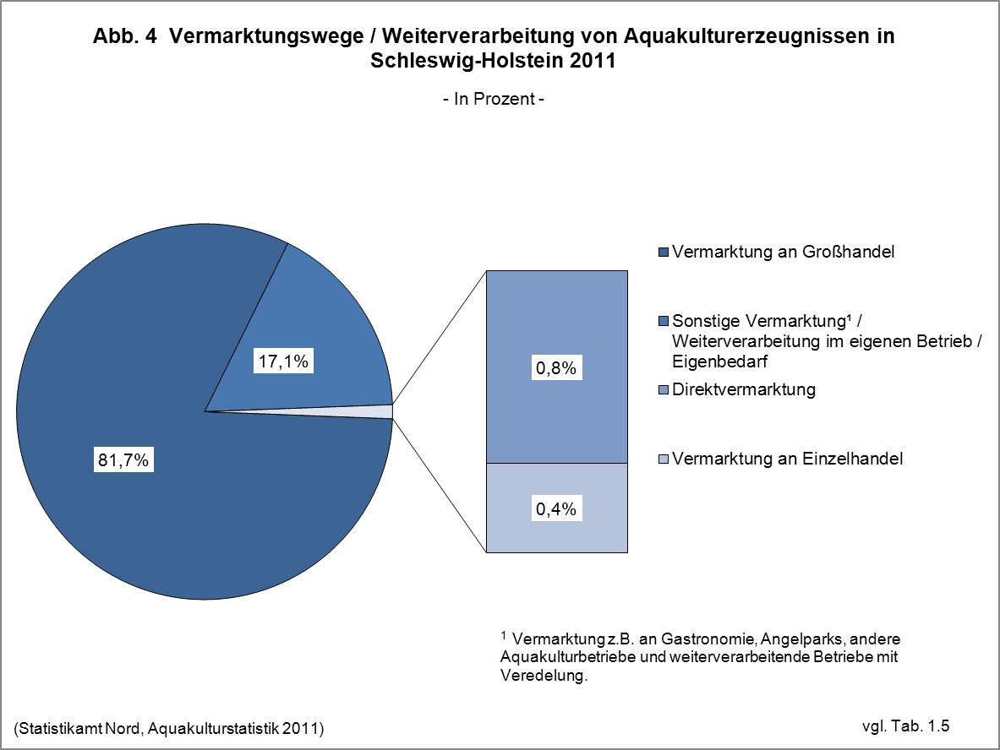 Abb. 4  Vermarktungswege / Weiterverarbeitung von Aquakulturerzeugnissen in
Schleswig-Holstein 2011
- In Prozent -
17,1%
81,7%
0,8%
0,4%
Vermarktung an Großhandel
Sonstige Vermarktung¹ /
Weiterverarbeitung im eigenen Betrieb /
Eigenbedarf
Direktvermarktung
Vermarktung an Einzelhandel
¹ Vermarktung z.B. an Gastronomie, Angelparks, andere
Aquakulturbetriebe und weiterverarbeitende Betriebe mit
Veredelung.
(Statistikamt Nord, Aquakulturstatistik 2011)
vgl. Tab. 1.5